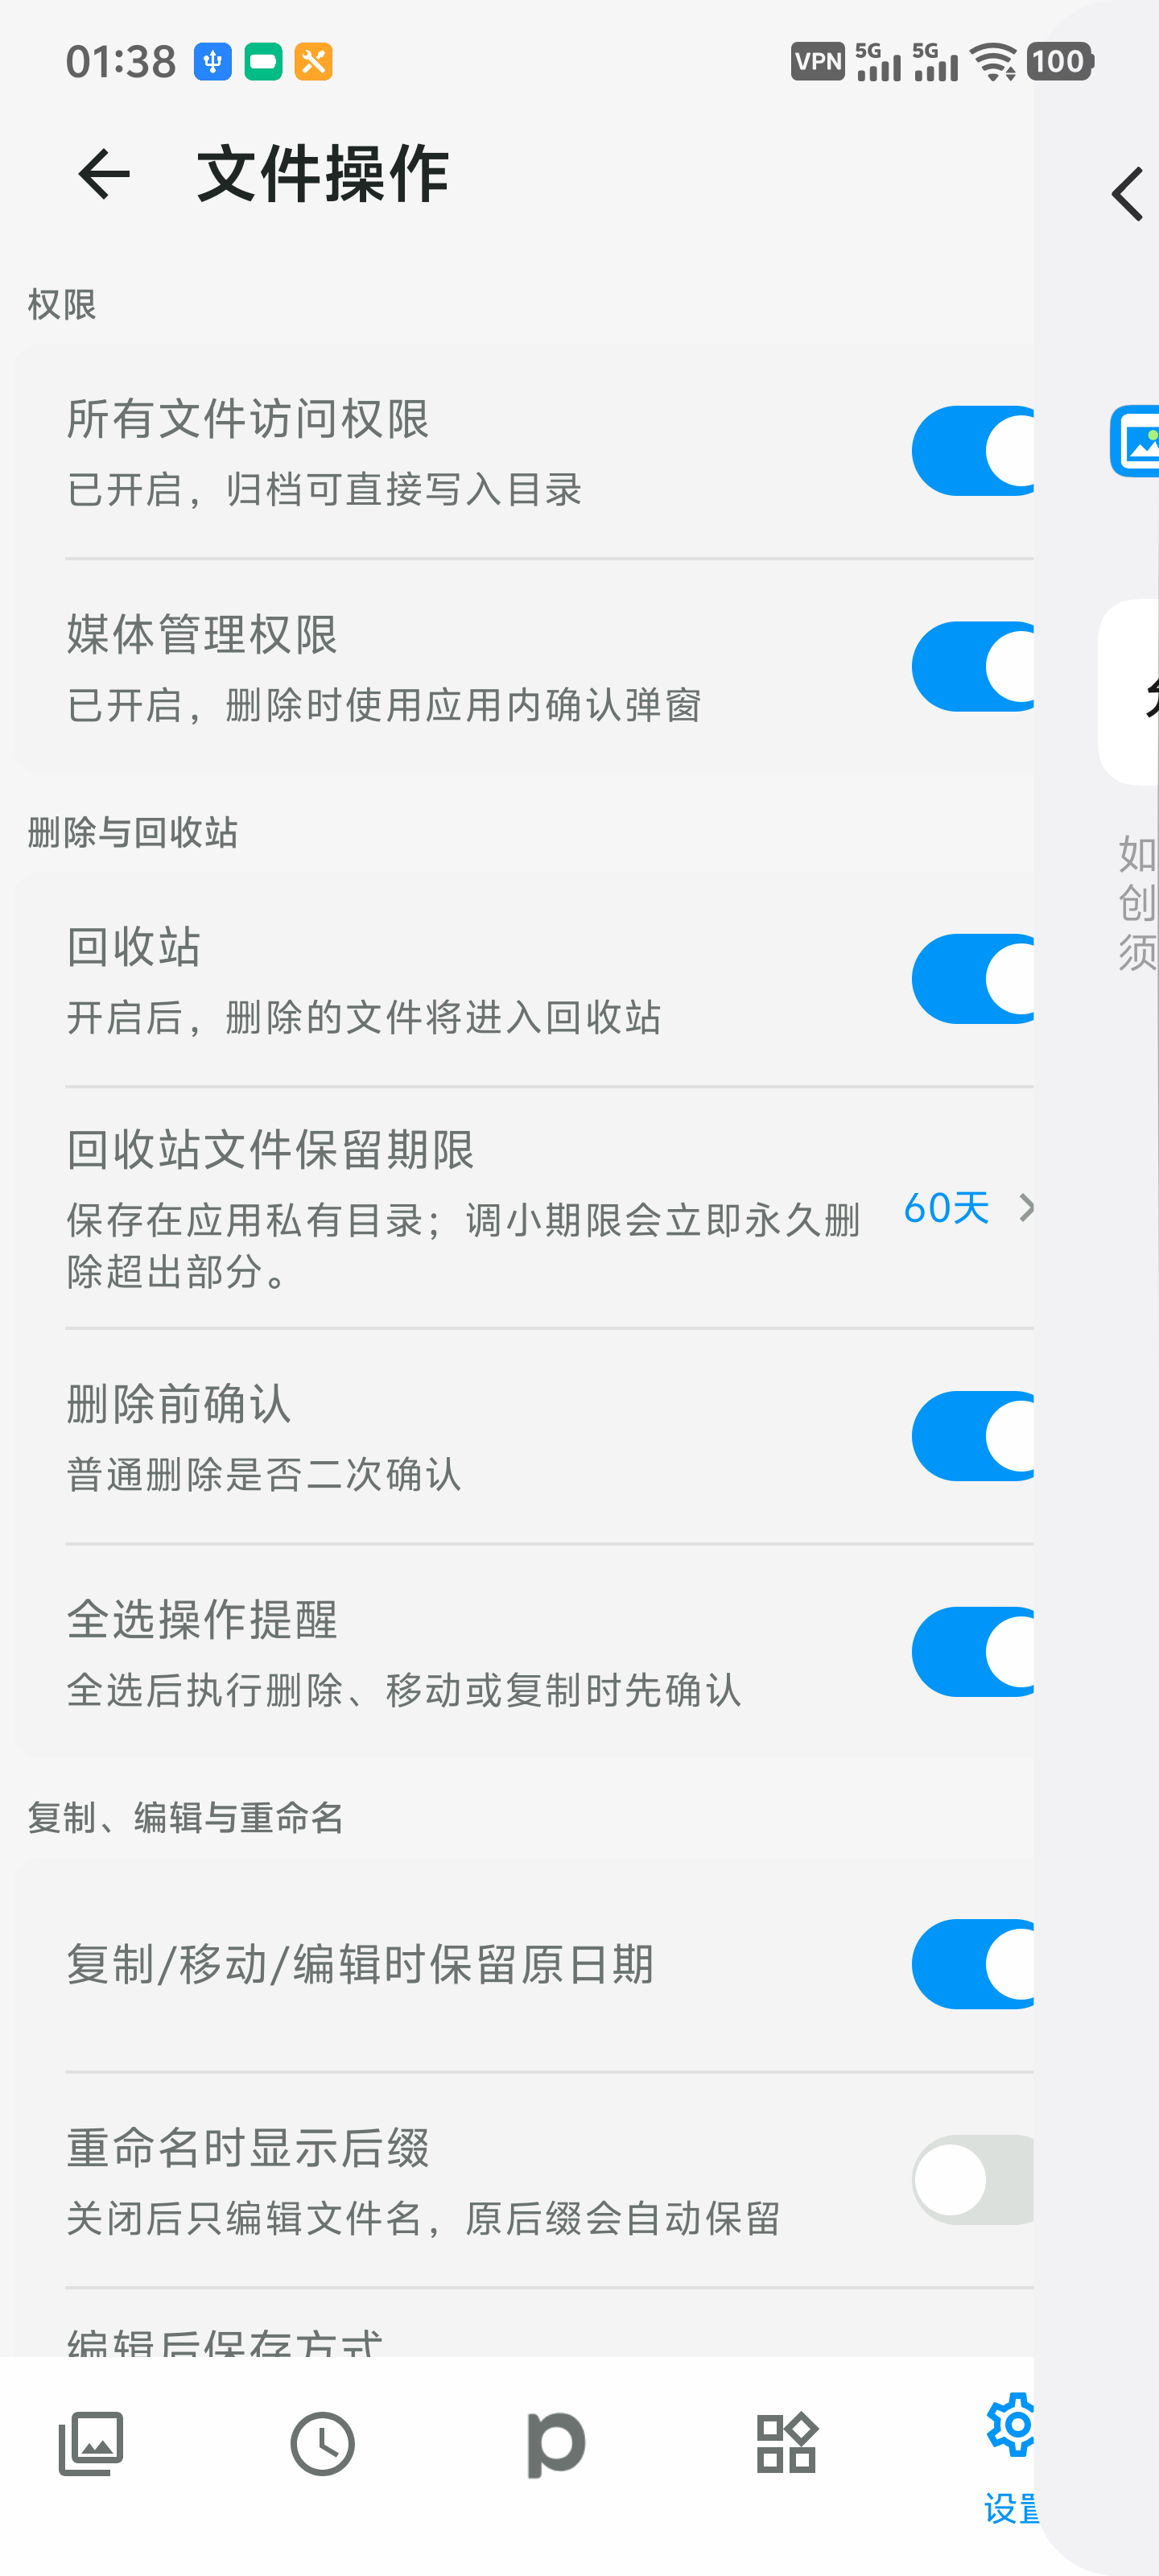 01:38
VPN 5G 5G 100
文件操作
权限
所有文件访问权限
已开启，归档可直接写入目录
媒体管理权限
已开启，删除时使用应用内确认弹窗
删除与回收站
回收站
开启后，删除的文件将进入回收站
回收站文件保留期限
保存在应用私有目录；调小期限会立即永久删
除超出部分。
60天
删除前确认
普通删除是否二次确认
全选操作提醒
全选后执行删除、移动或复制时先确认
复制、编辑与重命名
复制/移动/编辑时保留原日期
重命名时显示后缀
关闭后只编辑文件名，原后缀会自动保留
编辑后保存方式
p
设置
如
创
须